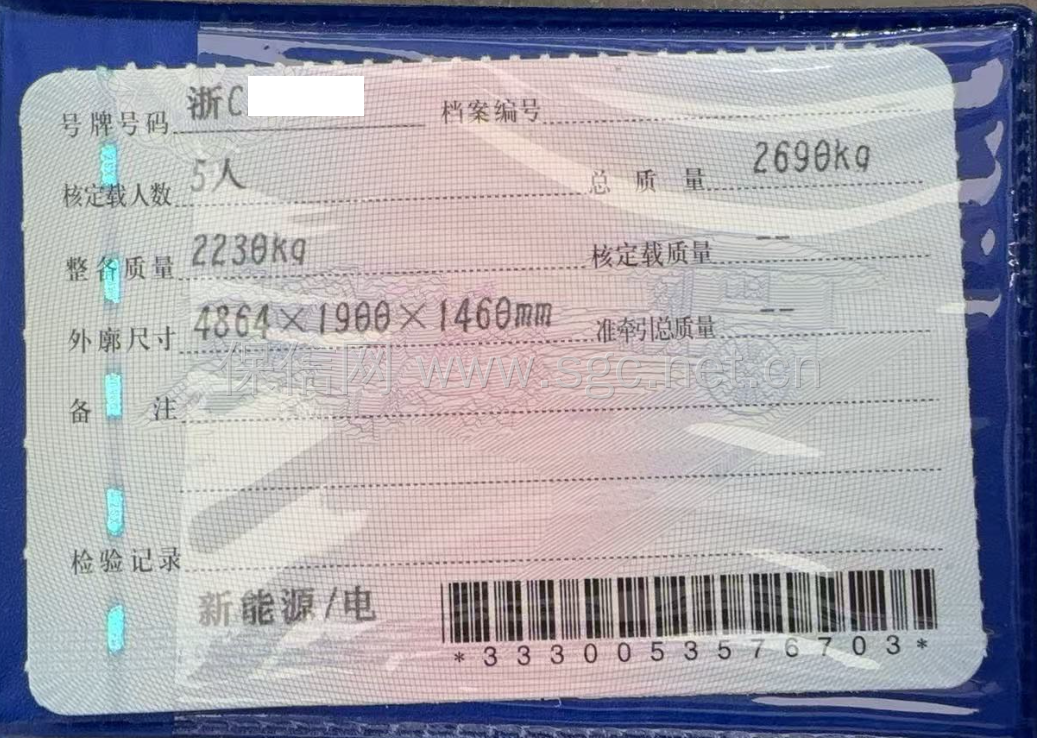 号牌号码 浙C 档案编号
核定载人数 5人 总质量 2690kg
整备质量 2230kg 核定载质量 --
外廓尺寸 4864×1900×1460mm 准牵引总质量 --
保信网 www.sgc.net.cn
备注
检验记录
新能源/电
*3330053576703*